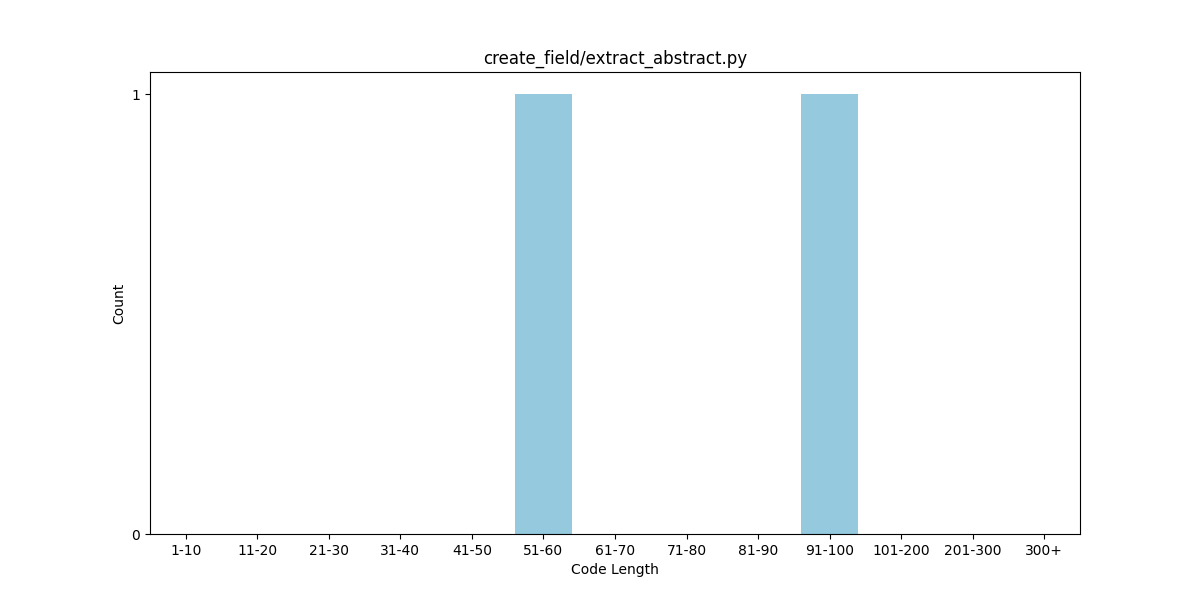 create_field/extract_abstract.py
1
Count
0
1-10 11-20 21-30 31-40 41-50 51-60 61-70 71-80 81-90 91-100 101-200 201-300 300+
Code Length